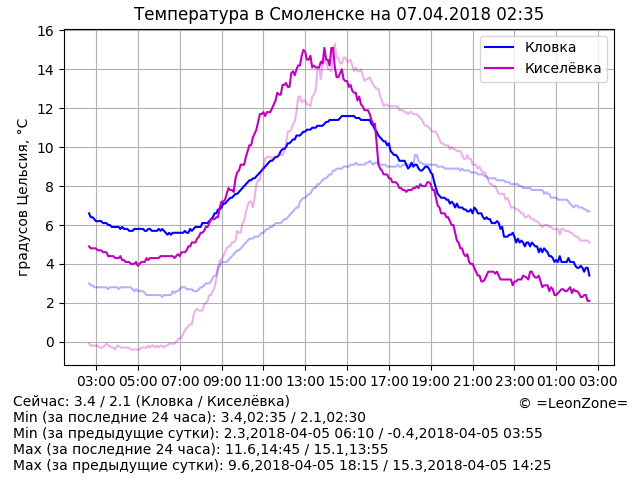 Температура в Смоленске на 07.04.2018 02:35
градусов Цельсия, °C
16
14
12
10
8
6
4
2
0
Кловка
Киселёвка
03:00 05:00 07:00 09:00 11:00 13:00 15:00 17:00 19:00 21:00 23:00 01:00 03:00
Сейчас: 3.4 / 2.1 (Кловка / Киселёвка)
© =LeonZone=
Min (за последние 24 часа): 3.4,02:35 / 2.1,02:30
Min (за предыдущие сутки): 2.3,2018-04-05 06:10 / -0.4,2018-04-05 03:55
Max (за последние 24 часа): 11.6,14:45 / 15.1,13:55
Max (за предыдущие сутки): 9.6,2018-04-05 18:15 / 15.3,2018-04-05 14:25